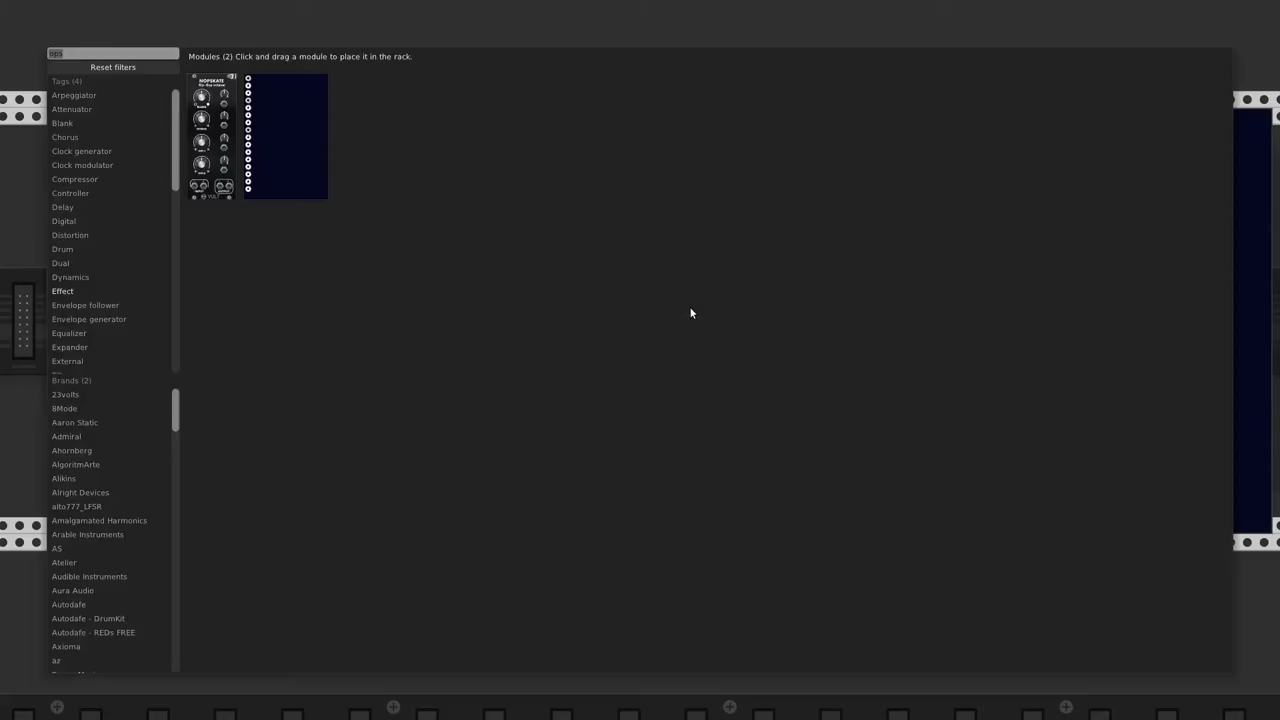 ops
Reset filters
Tags (4)
Arpeggiator
Attenuator
Blank
Chorus
Clock generator
Clock modulator
Compressor
Controller
Delay
Digital
Distortion
Drum
Dual
Dynamics
Effect
Envelope follower
Envelope generator
Equalizer
Expander
External
Brands (2)
23volts
8Mode
Aaron Static
Admiral
Ahornberg
AlgoritmArte
Alikins
Alright Devices
alto777_LFSR
Amalgamated Harmonics
Arable Instruments
AS
Atelier
Audible Instruments
Aura Audio
Autodafe
Autodafe - DrumKit
Autodafe - REDs FREE
Axioma
az
Modules (2) Click and drag a module to place it in the rack.
NOPSKATE
VULT